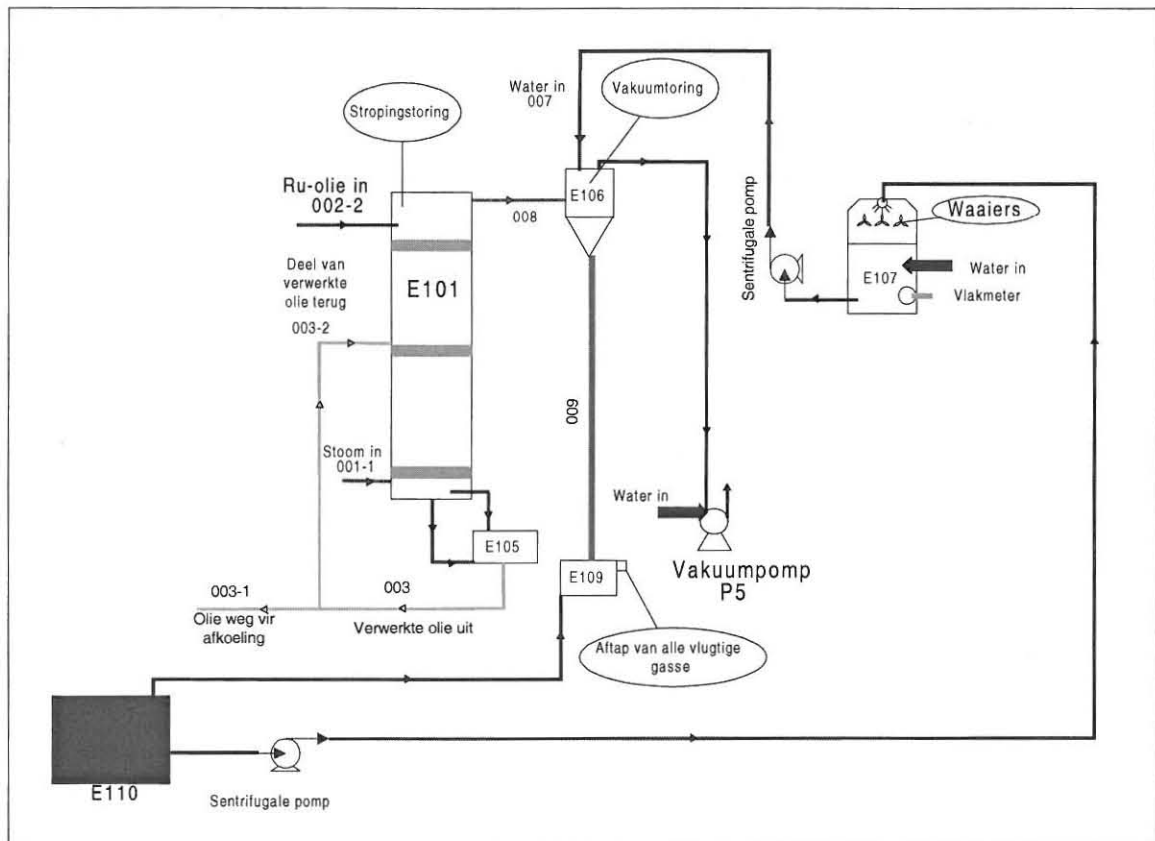 Water in
007
Vakuumtoring
Stropingstoring
Ru-olie in
002-2
008
E106
Sentrifugale pomp
Waaiers
E107
Water in
Vlakmeter
Deel van
verwerkte
olie terug
003-2
E101
009
Stoom in
001-1
Water in
E105
E109
Vakuumpomp
P5
003-1
003
Olie weg vir
afkoeling
Verwerkte olie uit
Aftap van alle vlugtige
gasse
E110
Sentrifugale pomp